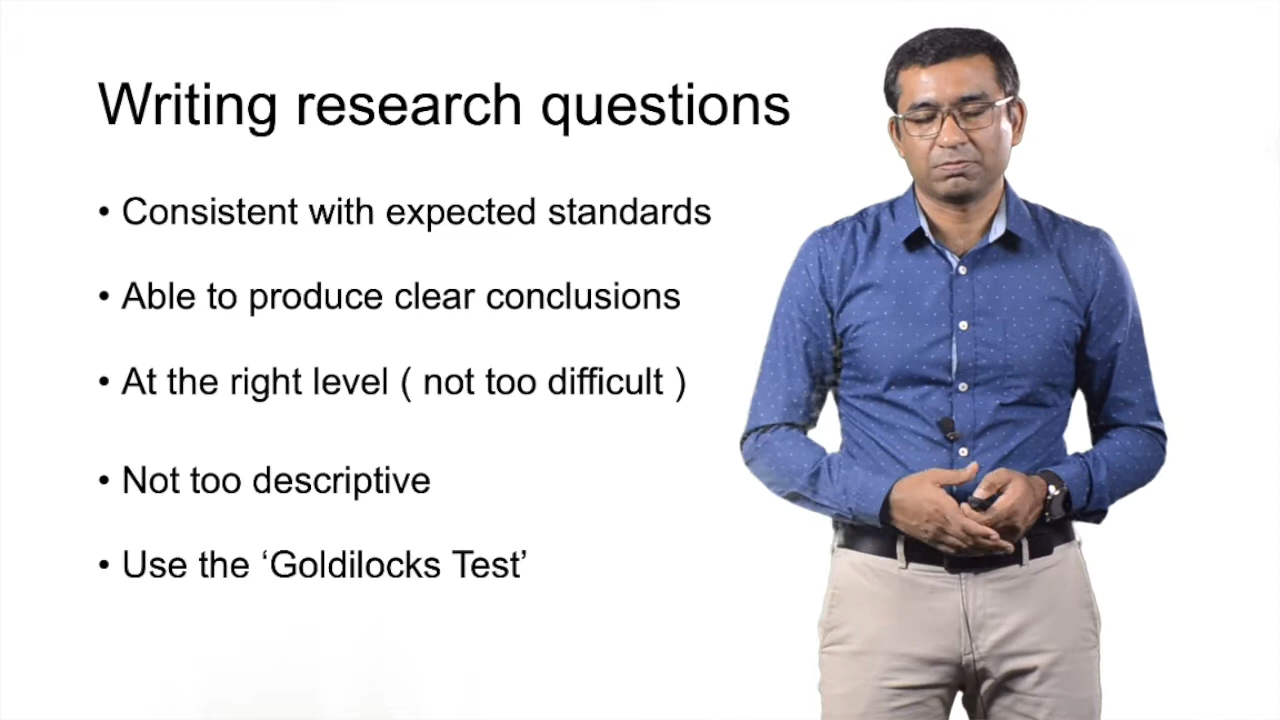 Writing research questions
• Consistent with expected standards
• Able to produce clear conclusions
• At the right level ( not too difficult )
• Not too descriptive
• Use the ‘Goldilocks Test’